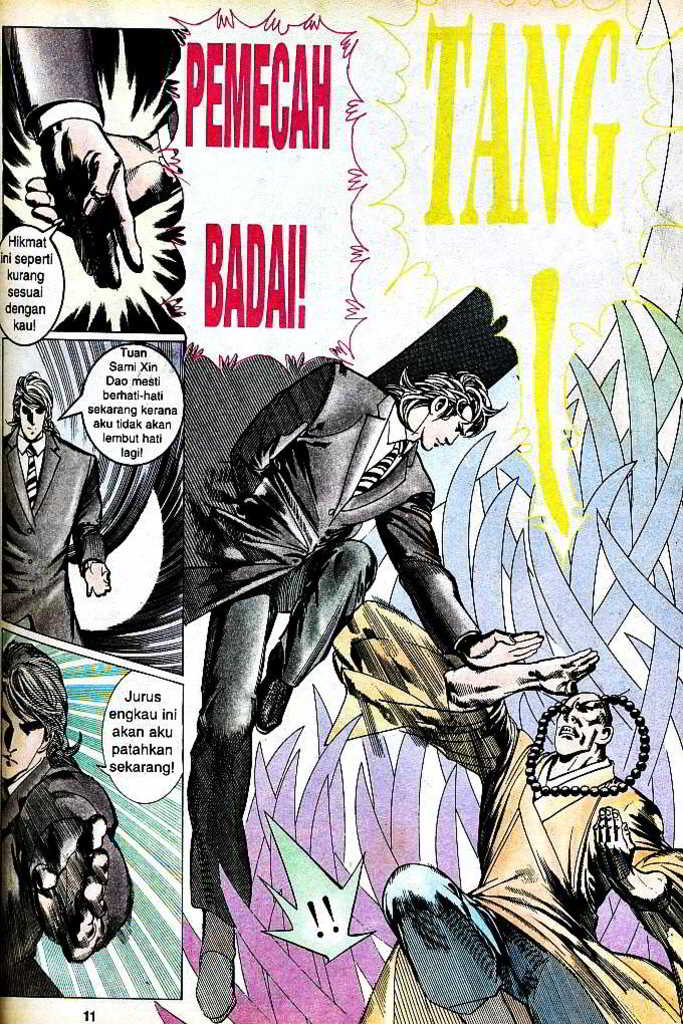 Hikmat
ini seperti
kurang
sesuai
dengan
kau!
Tuan
Sami Xin
Dao mesti
berhati-hati
sekarang kerana
aku tidak akan
lembut hati
lagi!
Jurus
engkau ini
akan aku
patahkan
sekarang!
PEMECAH
BADAI!
TANG
!
!!
11